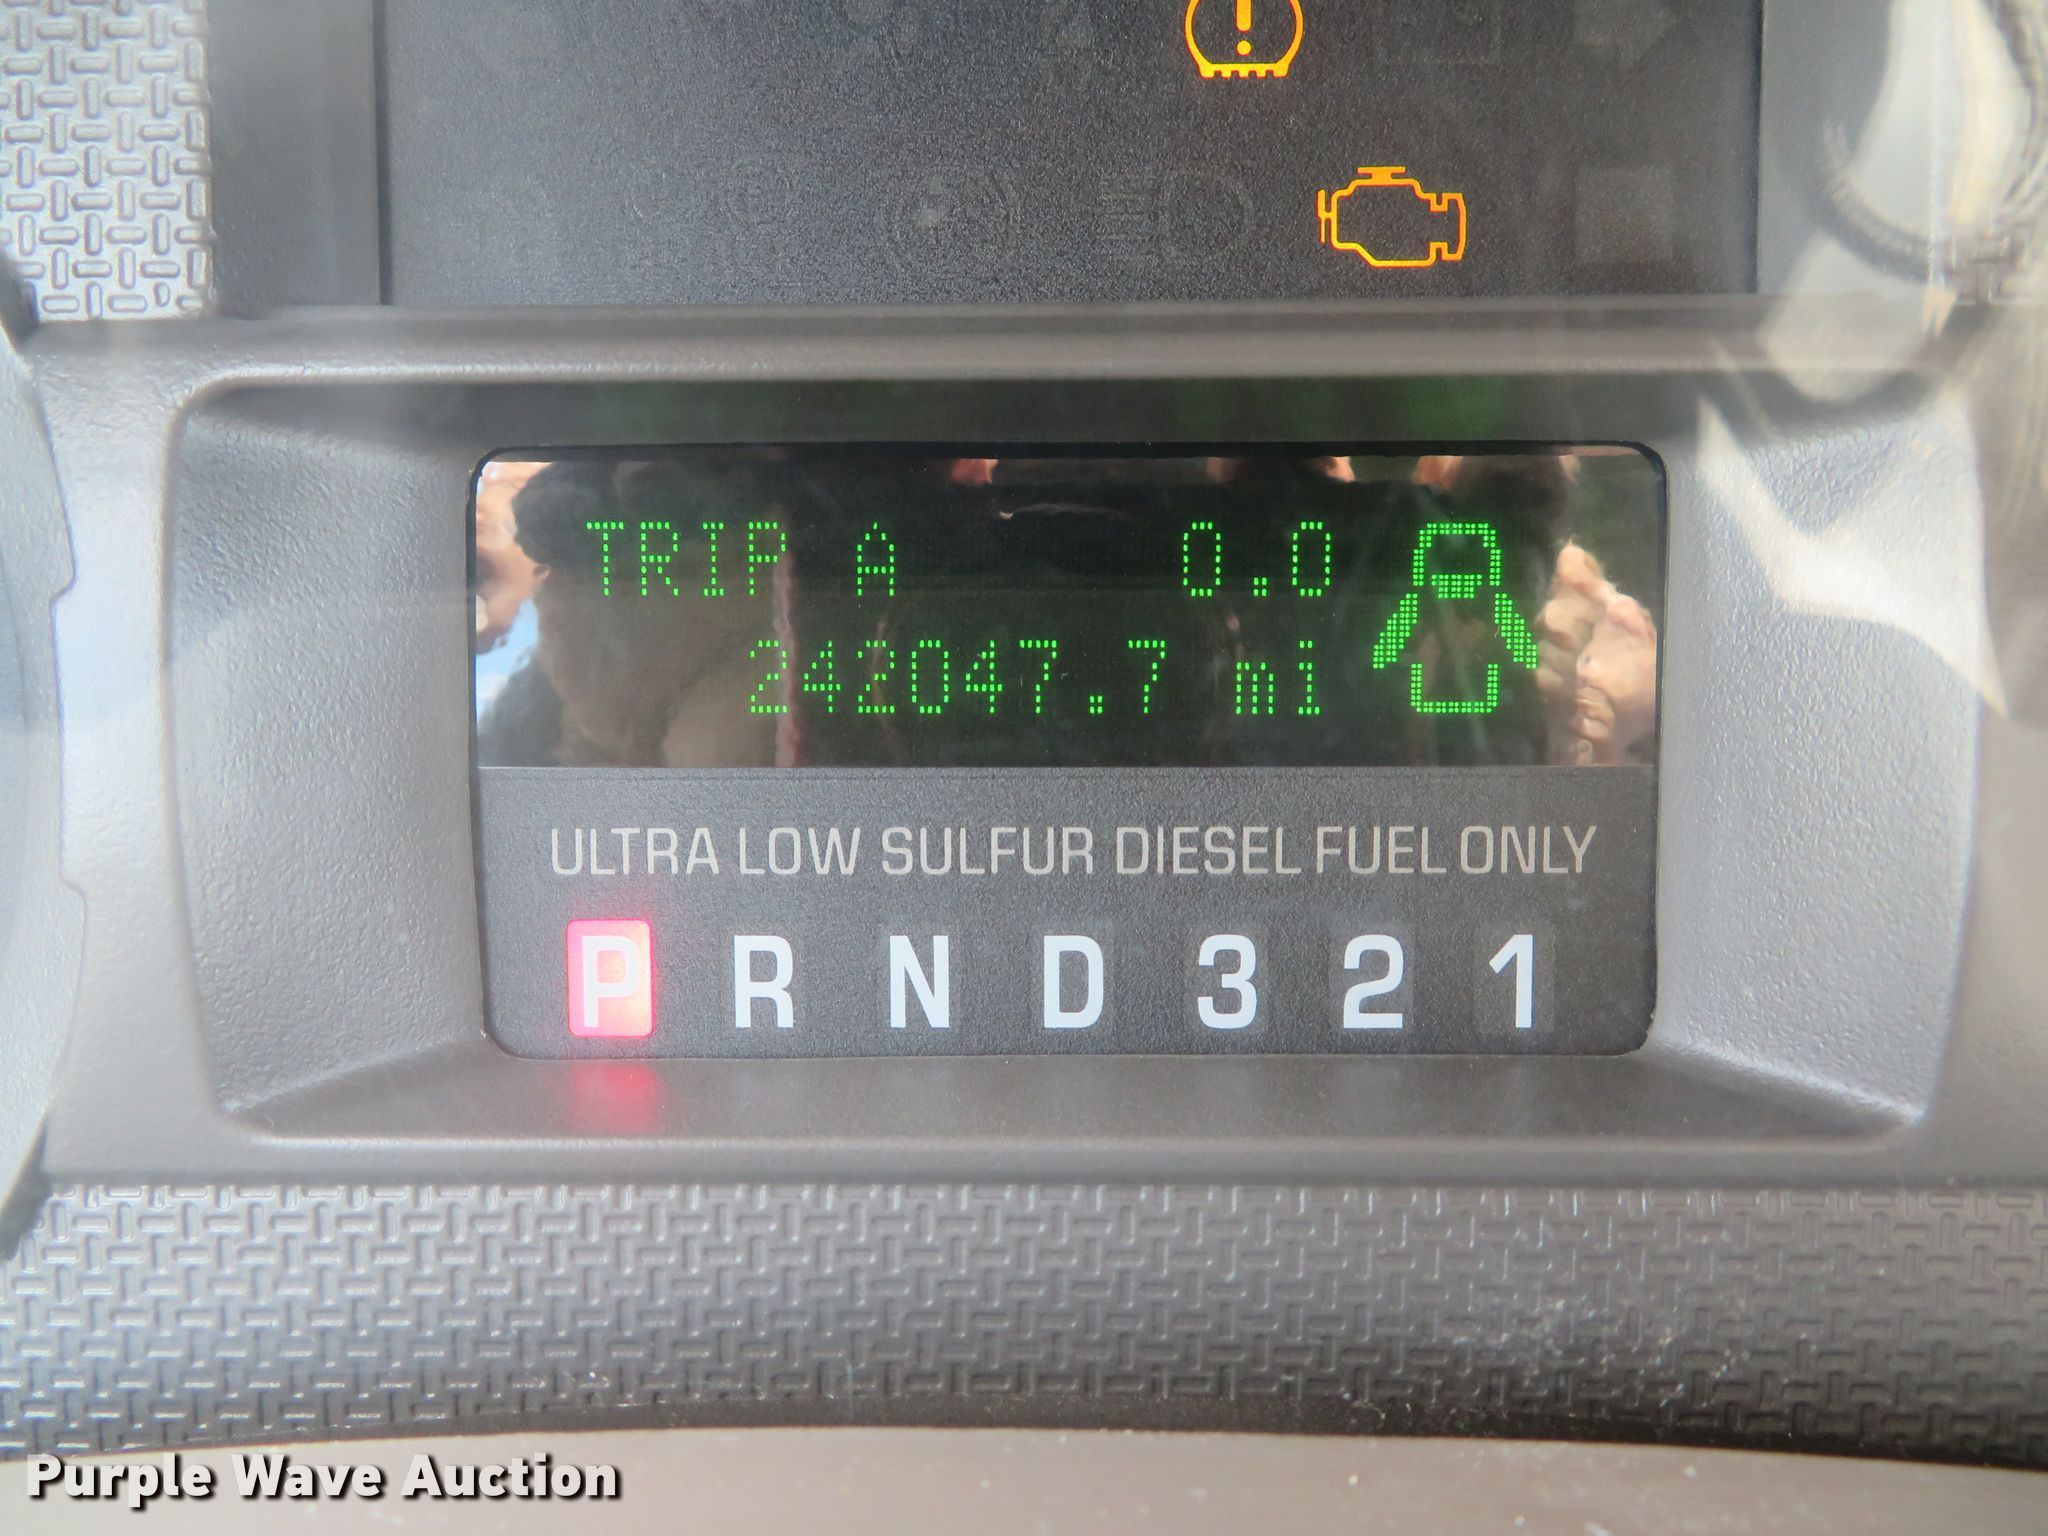 !
TRIP A 0.0
242047.7 mi
ULTRA LOW SULFUR DIESEL FUEL ONLY
P R N D 3 2 1
Purple Wave Auction